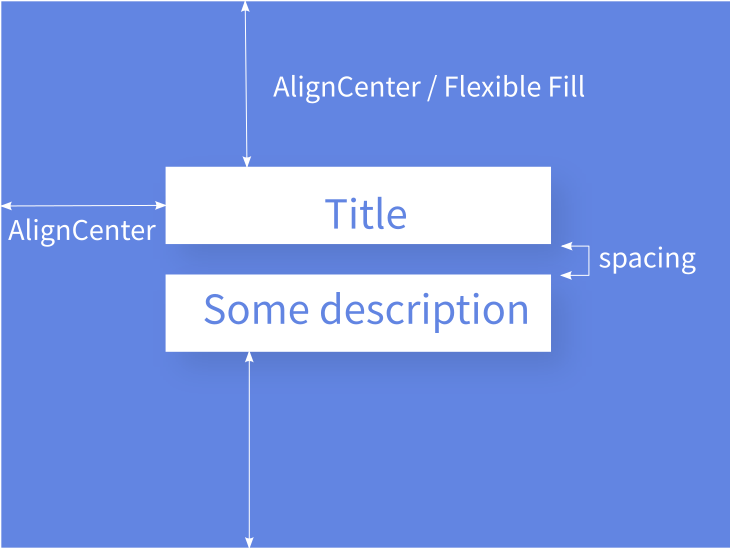 AlignCenter / Flexible Fill
Title
AlignCenter
spacing
Some description